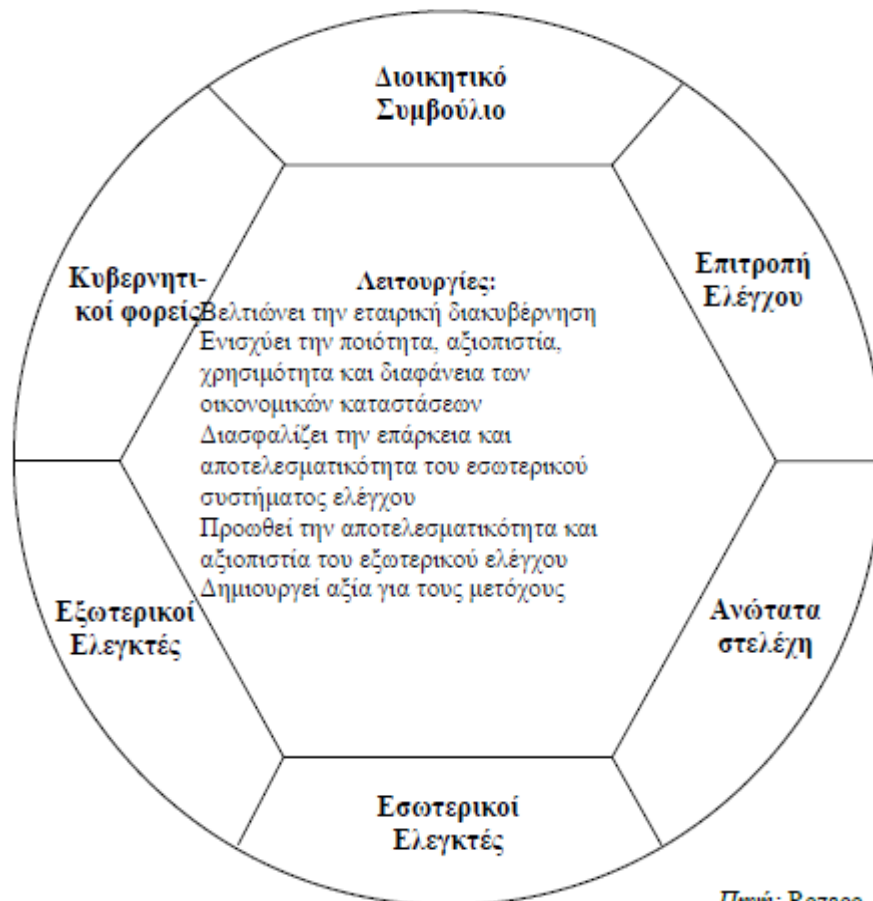 Διοικητικό
Συμβούλιο
Επιτροπή
Ελέγχου
Ανώτατα
στελέχη
Εσωτερικοί
Ελεγκτές
Εξωτερικοί
Ελεγκτές
Κυβερνητι-
κοί φορείς
Λειτουργίες:
Βελτιώνει την εταιρική διακυβέρνηση
Ενισχύει την ποιότητα, αξιοπιστία,
χρησιμότητα και διαφάνεια των
οικονομικών καταστάσεων
Διασφαλίζει την επάρκεια και
αποτελεσματικότητα του εσωτερικού
συστήματος ελέγχου
Προωθεί την αποτελεσματικότητα και
αξιοπιστία του εξωτερικού ελέγχου
Δημιουργεί αξία για τους μετόχους